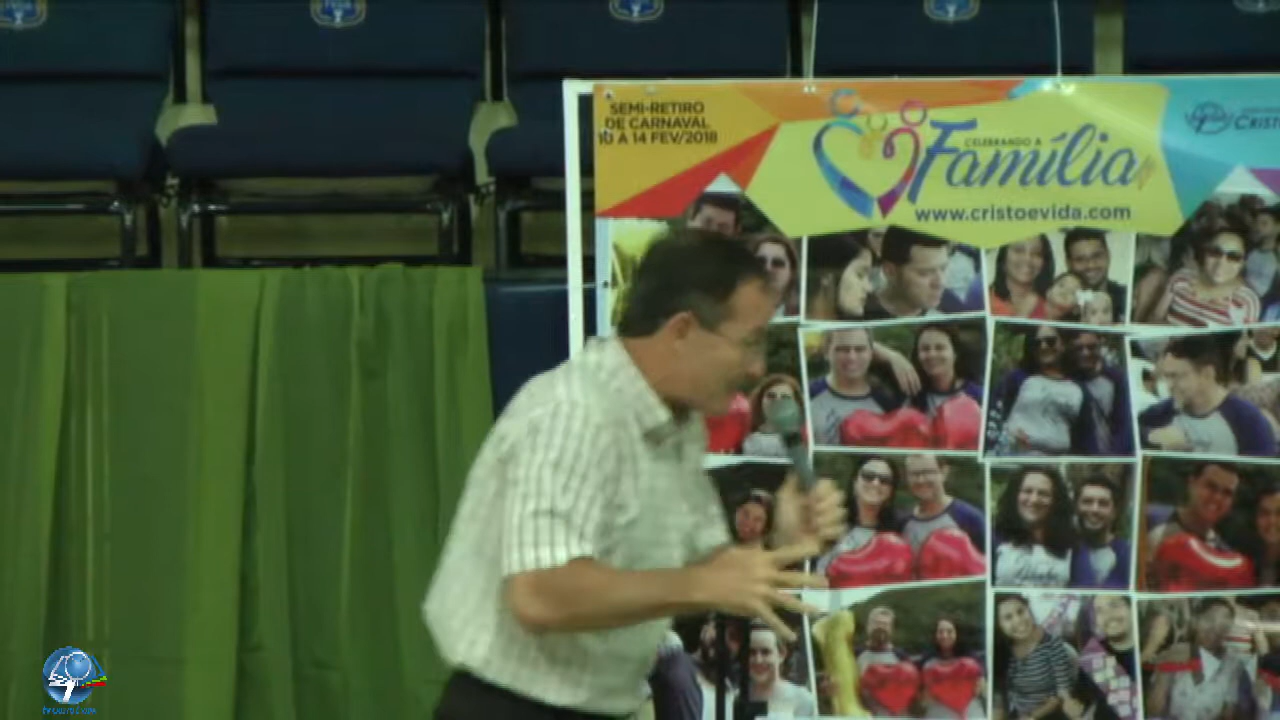 SEMI-RETIRO
DE CARNAVAL
10 A 14 FEV/2018
CELEBRANDO A
Família
www.cristoevida.com